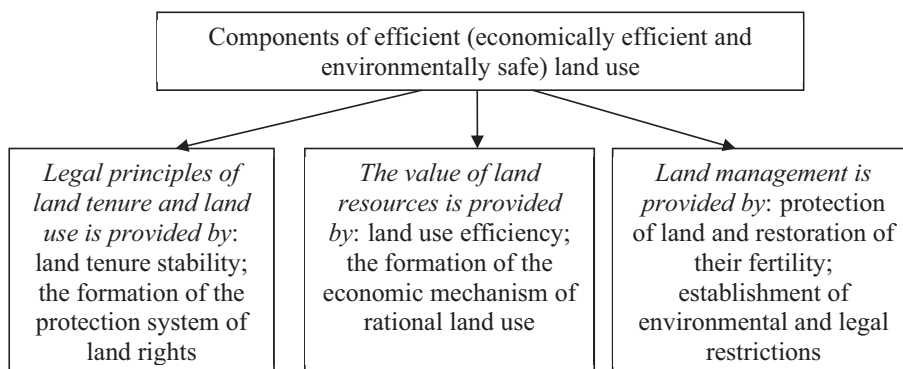 Components of efficient (economically efficient and
environmentally safe) land use
Legal principles of
land tenure and land
use is provided by:
land tenure stability;
the formation of the
protection system of
land rights
The value of land
resources is provided
by: land use efficiency;
the formation of the
economic mechanism of
rational land use
Land management is
provided by: protection
of land and restoration of
their fertility;
establishment of
environmental and legal
restrictions